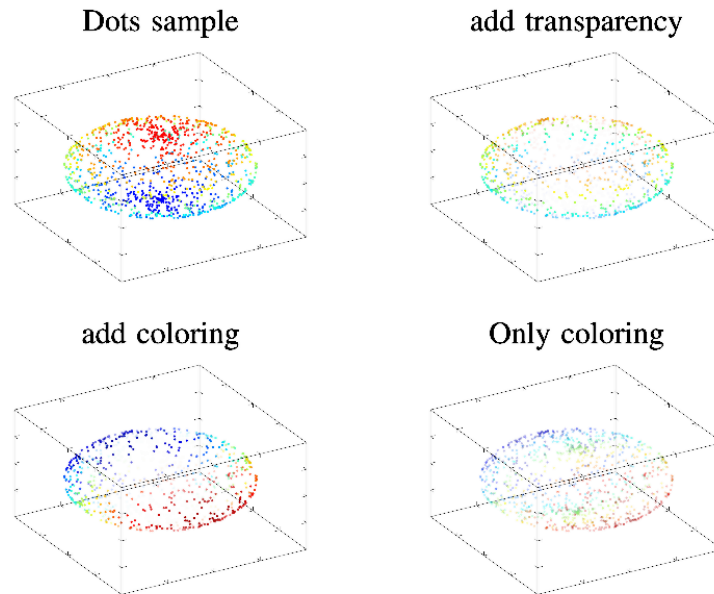 Dots sample
add transparency
add coloring
Only coloring